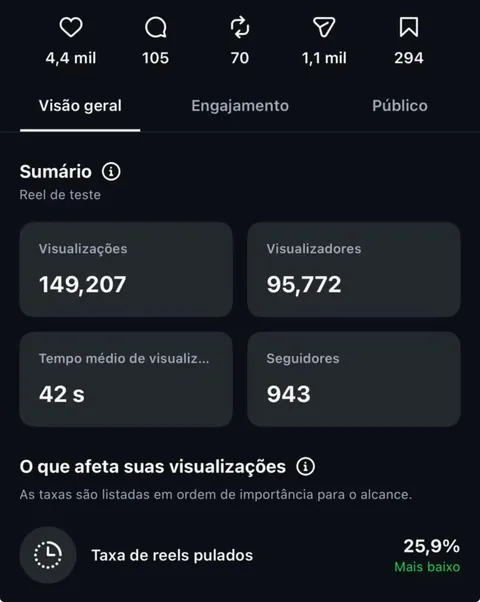 4,4 mil 105 70 1,1 mil 294
Visão geral Engajamento Público
Sumário
Reel de teste
Visualizações Visualizadores
149,207 95,772
Tempo médio de visualiz... Seguidores
42 s 943
O que afeta suas visualizações
As taxas são listadas em ordem de importância para o alcance.
25,9%
Taxa de reels pulados
Mais baixo